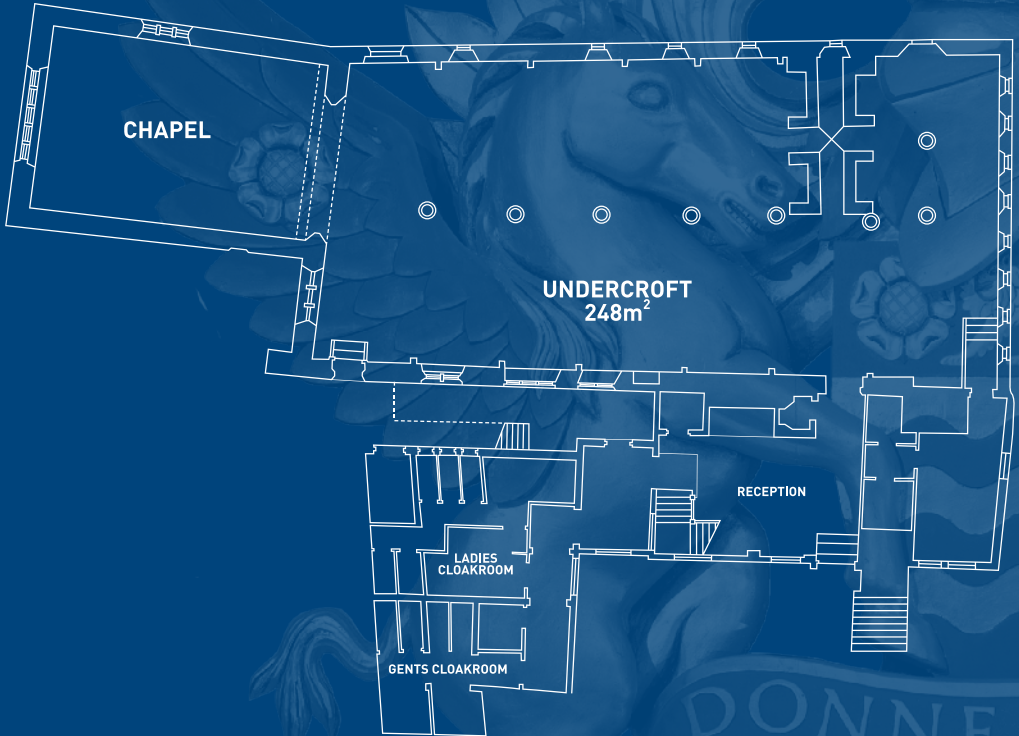 CHAPEL
UNDERCROFT
248m²
RECEPTION
LADIES
CLOAKROOM
GENTS CLOAKROOM
DONNE